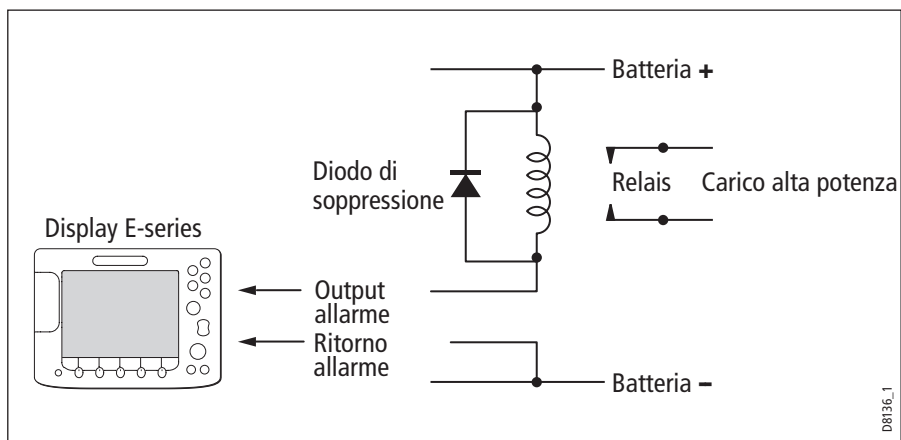 Batteria +
Diodo di
soppressione
Relais
Carico alta potenza
Display E-series
Output
allarme
Ritorno
allarme
Batteria –
D8136_1